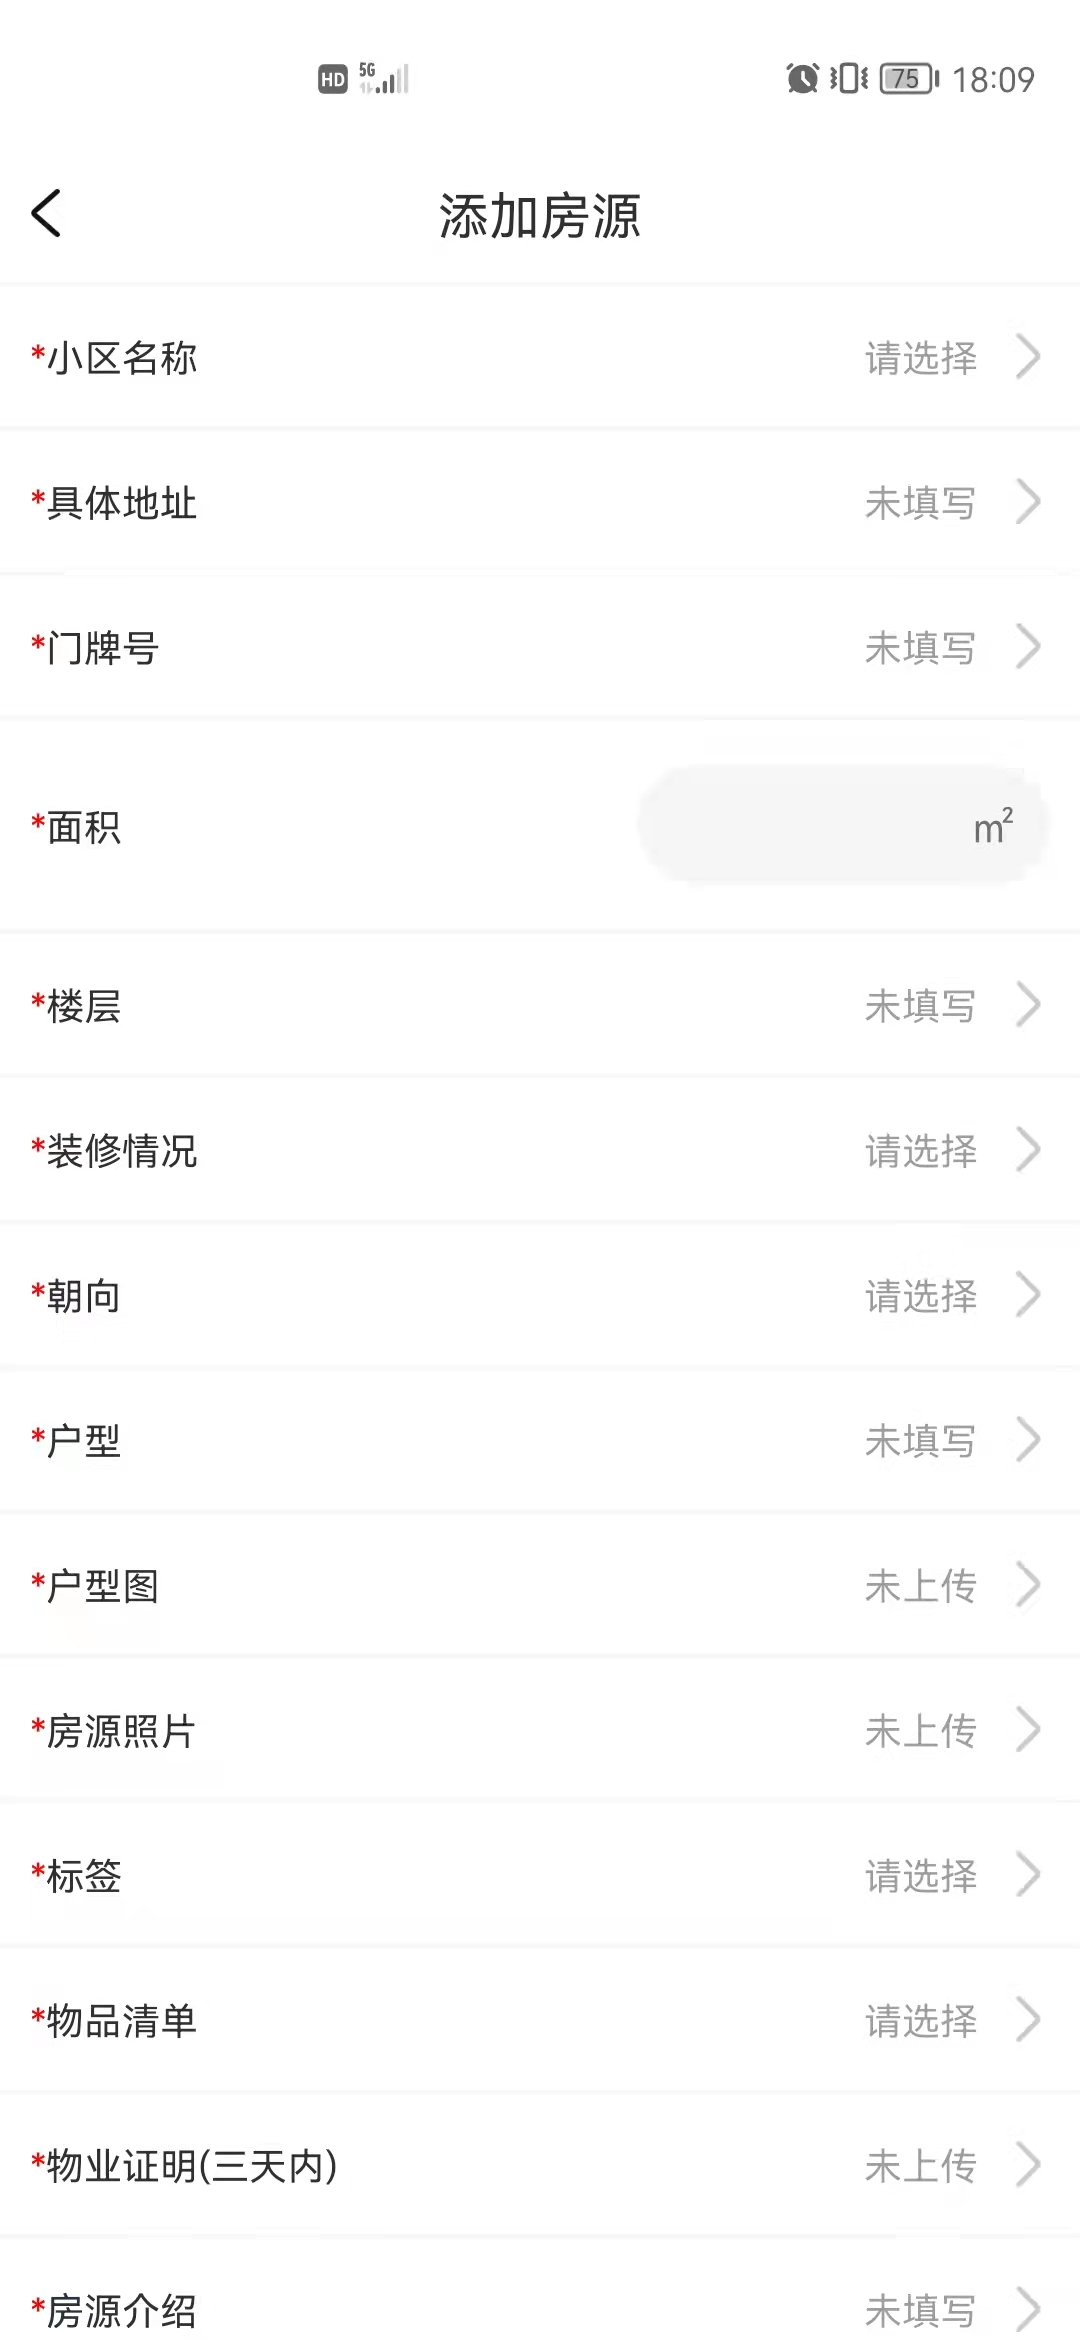 HD 5G 75 18:09
添加房源
*小区名称 请选择
*具体地址 未填写
*门牌号 未填写
*面积 m²
*楼层 未填写
*装修情况 请选择
*朝向 请选择
*户型 未填写
*户型图 未上传
*房源照片 未上传
*标签 请选择
*物品清单 请选择
*物业证明(三天内) 未上传
*房源介绍 未填写